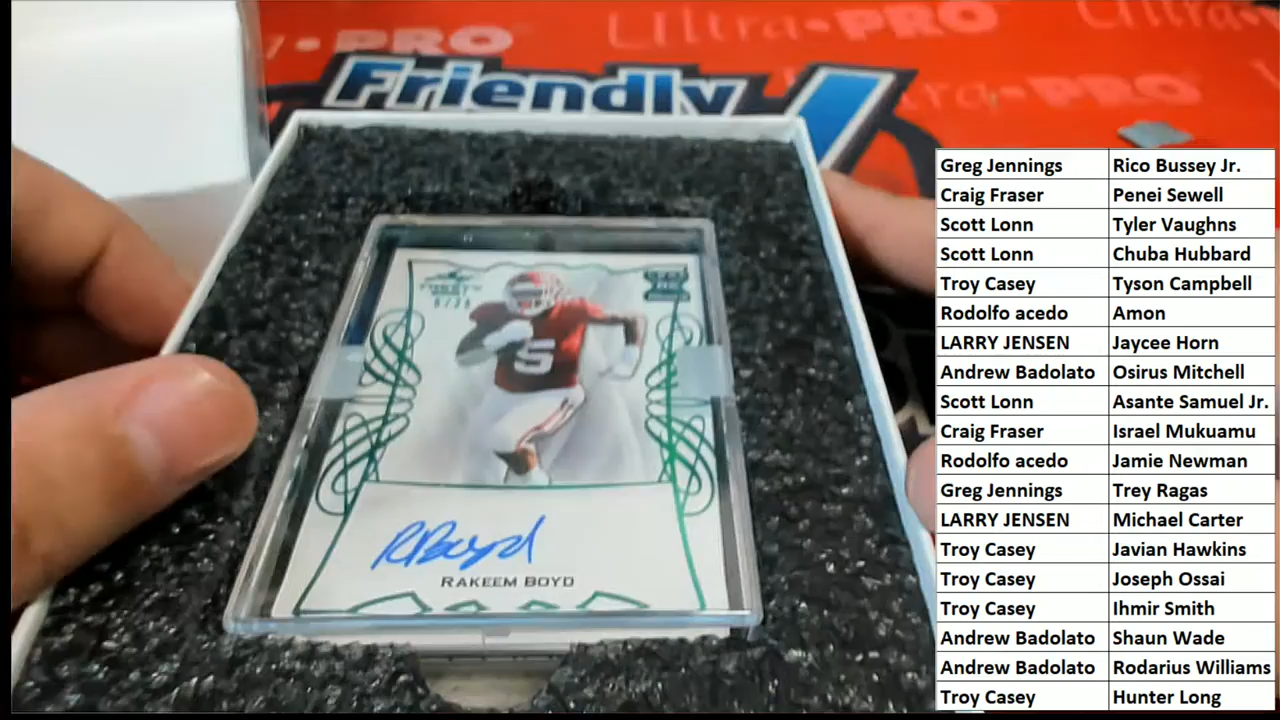 Ultra•PRO
Ultra
PRO
Friendly
tra•PRO
5
RBoyd
RAKEEM BOYD
Greg Jennings Rico Bussey Jr.
Craig Fraser Penei Sewell
Scott Lonn Tyler Vaughns
Scott Lonn Chuba Hubbard
Troy Casey Tyson Campbell
Rodolfo acedo Amon
LARRY JENSEN Jaycee Horn
Andrew Badolato Osirus Mitchell
Scott Lonn Asante Samuel Jr.
Craig Fraser Israel Mukuamu
Rodolfo acedo Jamie Newman
Greg Jennings Trey Ragas
LARRY JENSEN Michael Carter
Troy Casey Javian Hawkins
Troy Casey Joseph Ossai
Troy Casey Ihmir Smith
Andrew Badolato Shaun Wade
Andrew Badolato Rodarius Williams
Troy Casey Hunter Long